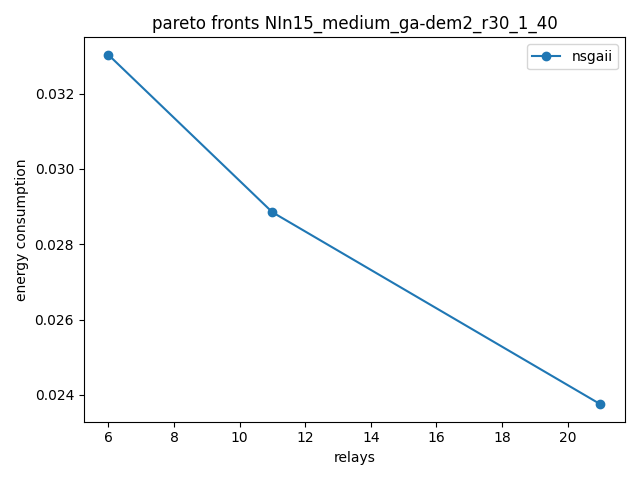 pareto fronts NIn15_medium_ga-dem2_r30_1_40
nsgaii
0.032
0.030
0.028
0.026
0.024
energy consumption
6 8 10 12 14 16 18 20
relays